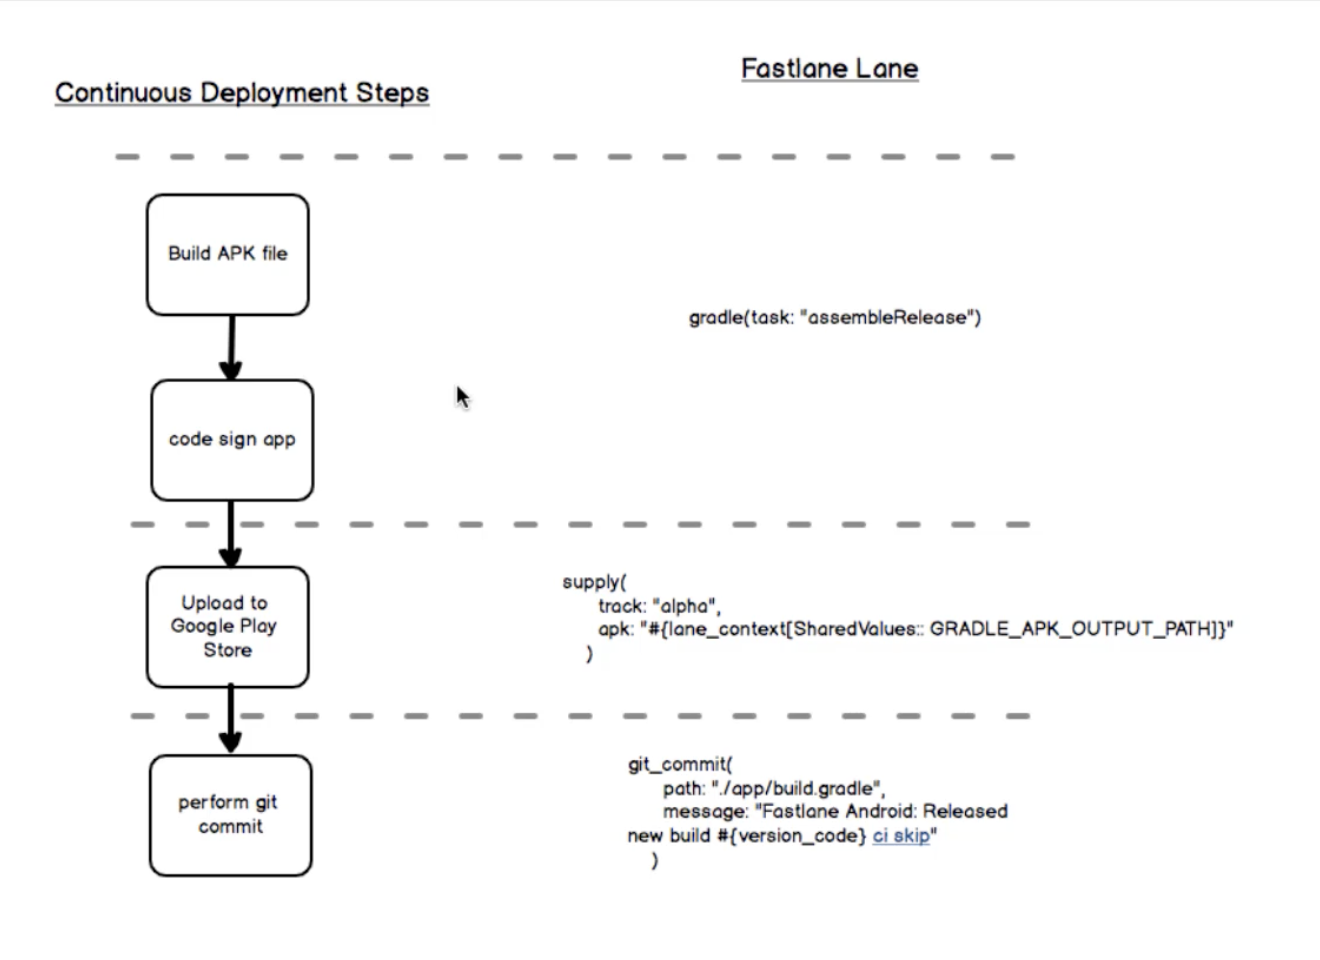 Fastlane Lane
Continuous Deployment Steps
Build APK file
gradle(task: "assembleRelease")
code sign app
Upload to
Google Play
Store
supply(
track: "alpha",
apk: "#{lane_context[SharedValues:: GRADLE_APK_OUTPUT_PATH]}"
)
perform git
commit
git_commit(
path: "./app/build.gradle",
message: "Fastlane Android: Released
new build #{version_code} ci skip"
)